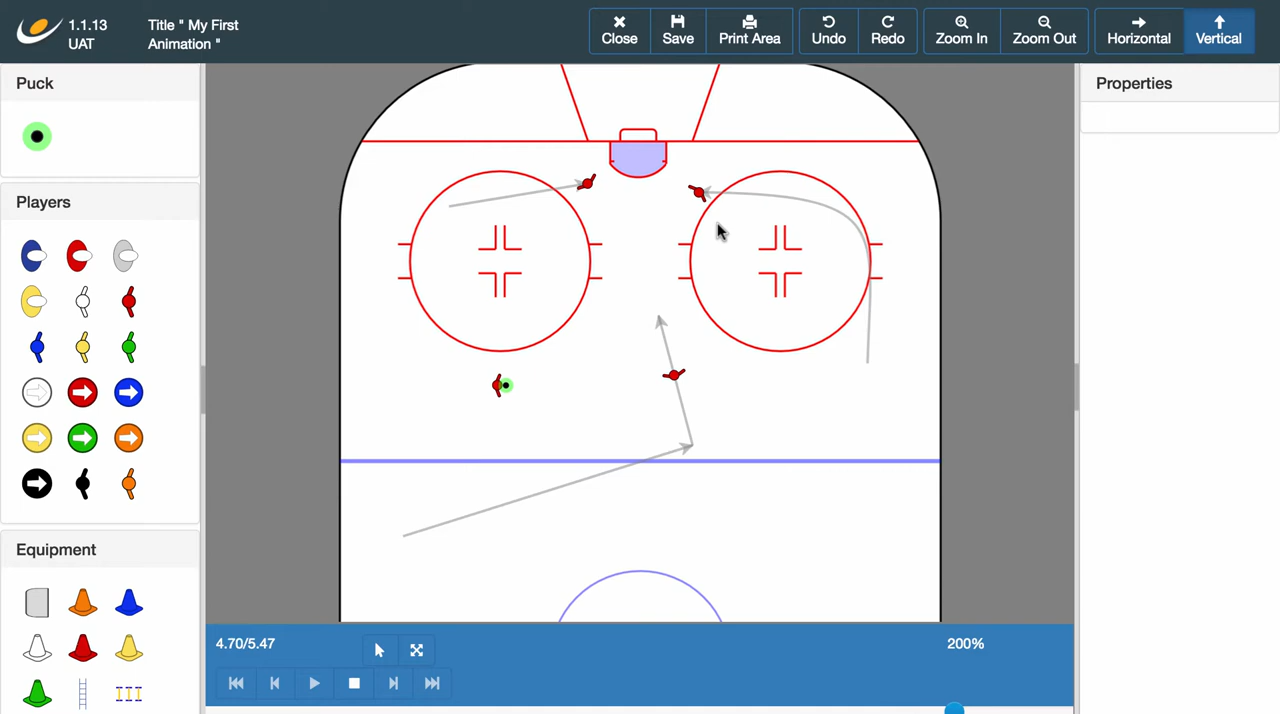 1.1.13
UAT
Title " My First
Animation "
Close
Save
Print Area
Undo
Redo
Zoom In
Zoom Out
Horizontal
Vertical
Puck
Players
Equipment
Properties
4.70/5.47
200%